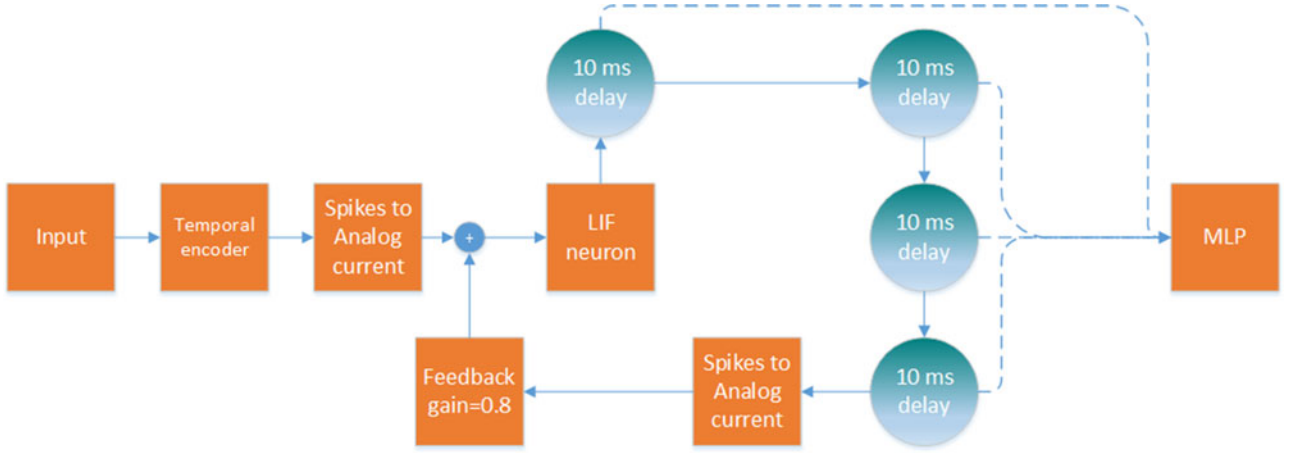 10 ms
delay
10 ms
delay
Input
Temporal
encoder
Spikes to
Analog
current
+
LIF
neuron
10 ms
delay
MLP
Feedback
gain=0.8
Spikes to
Analog
current
10 ms
delay